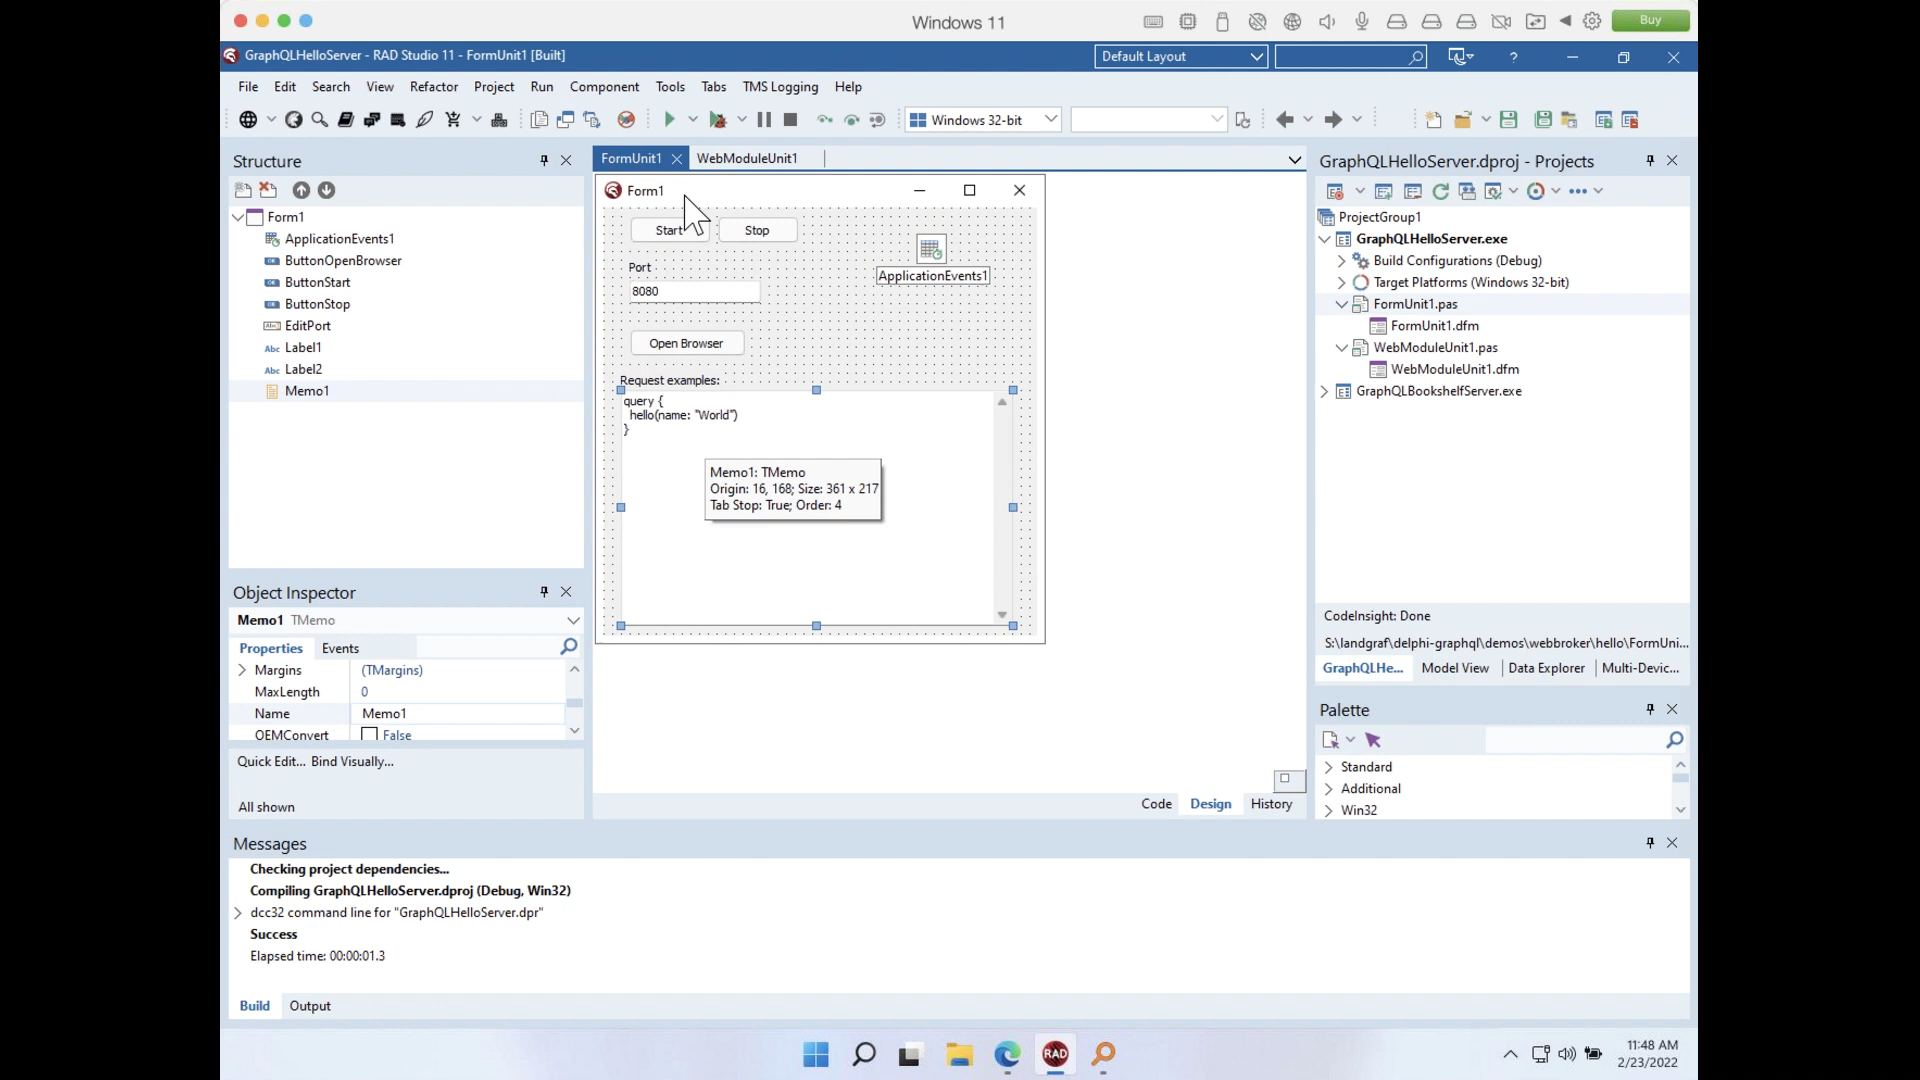 Windows 11
Buy
GraphQLHelloServer - RAD Studio 11 - FormUnit1 [Built]
Default Layout
?
File Edit Search View Refactor Project Run Component Tools Tabs TMS Logging Help
Windows 32-bit
Structure
Form1
ApplicationEvents1
ButtonOpenBrowser
ButtonStart
ButtonStop
EditPort
Abc Label1
Abc Label2
Memo1
Object Inspector
Memo1 TMemo
Properties Events
Margins (TMargins)
MaxLength 0
Name Memo1
OEMConvert False
Quick Edit... Bind Visually...
All shown
FormUnit1 WebModuleUnit1
Form1
Start Stop
Port
8080
ApplicationEvents1
Open Browser
Request examples:
query {
hello(name: "World")
}
Memo1: TMemo
Origin: 16, 168; Size: 361 x 217
Tab Stop: True; Order: 4
Code Design History
GraphQLHelloServer.dproj - Projects
ProjectGroup1
GraphQLHelloServer.exe
Build Configurations (Debug)
Target Platforms (Windows 32-bit)
FormUnit1.pas
FormUnit1.dfm
WebModuleUnit1.pas
WebModuleUnit1.dfm
GraphQLBookshelfServer.exe
CodeInsight: Done
S:\landgraf\delphi-graphql\demos\webbroker\hello\FormUni...
GraphQLHe... Model View Data Explorer Multi-Devic...
Palette
Standard
Additional
Win32
Messages
Checking project dependencies...
Compiling GraphQLHelloServer.dproj (Debug, Win32)
dcc32 command line for "GraphQLHelloServer.dpr"
Success
Elapsed time: 00:00:01.3
Build Output
RAD
11:48 AM
2/23/2022